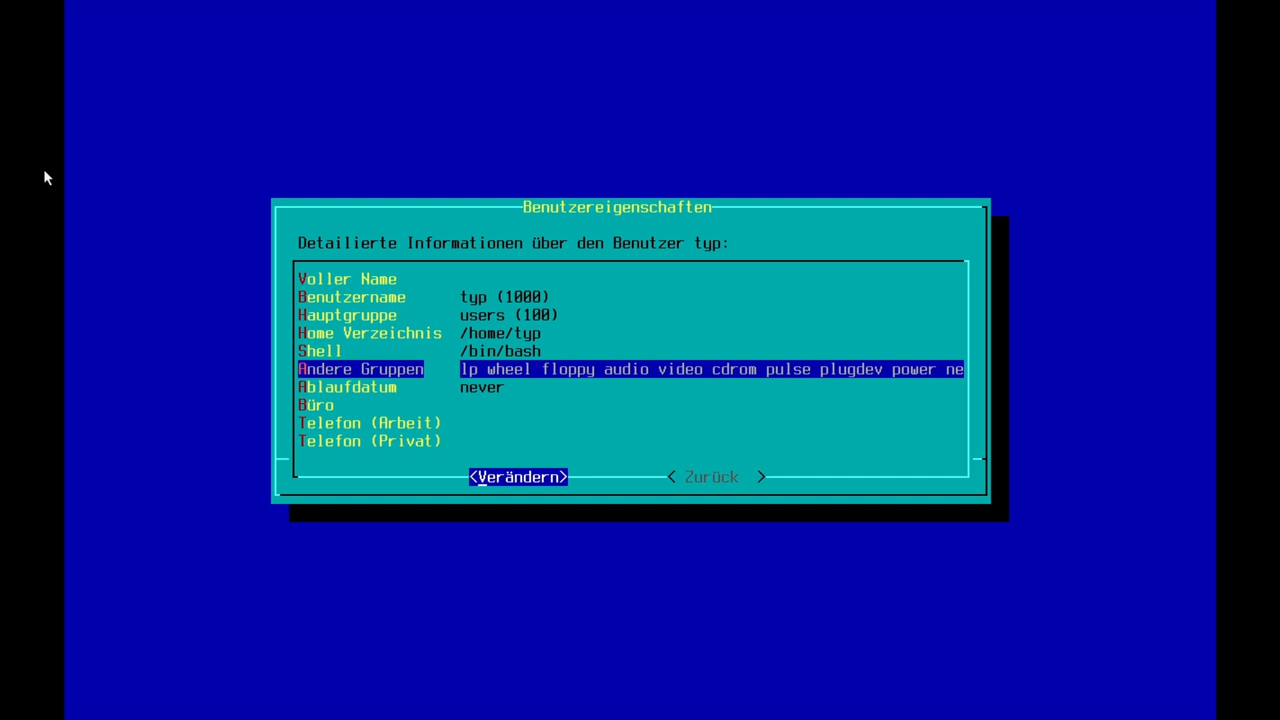 Benutzereigenschaften
Detailierte Informationen über den Benutzer typ:
Voller Name
Benutzername typ (1000)
Hauptgruppe users (100)
Home Verzeichnis /home/typ
Shell /bin/bash
Andere Gruppen lp wheel floppy audio video cdrom pulse plugdev power ne
Ablaufdatum never
Büro
Telefon (Arbeit)
Telefon (Privat)
<Verändern> < Zurück >